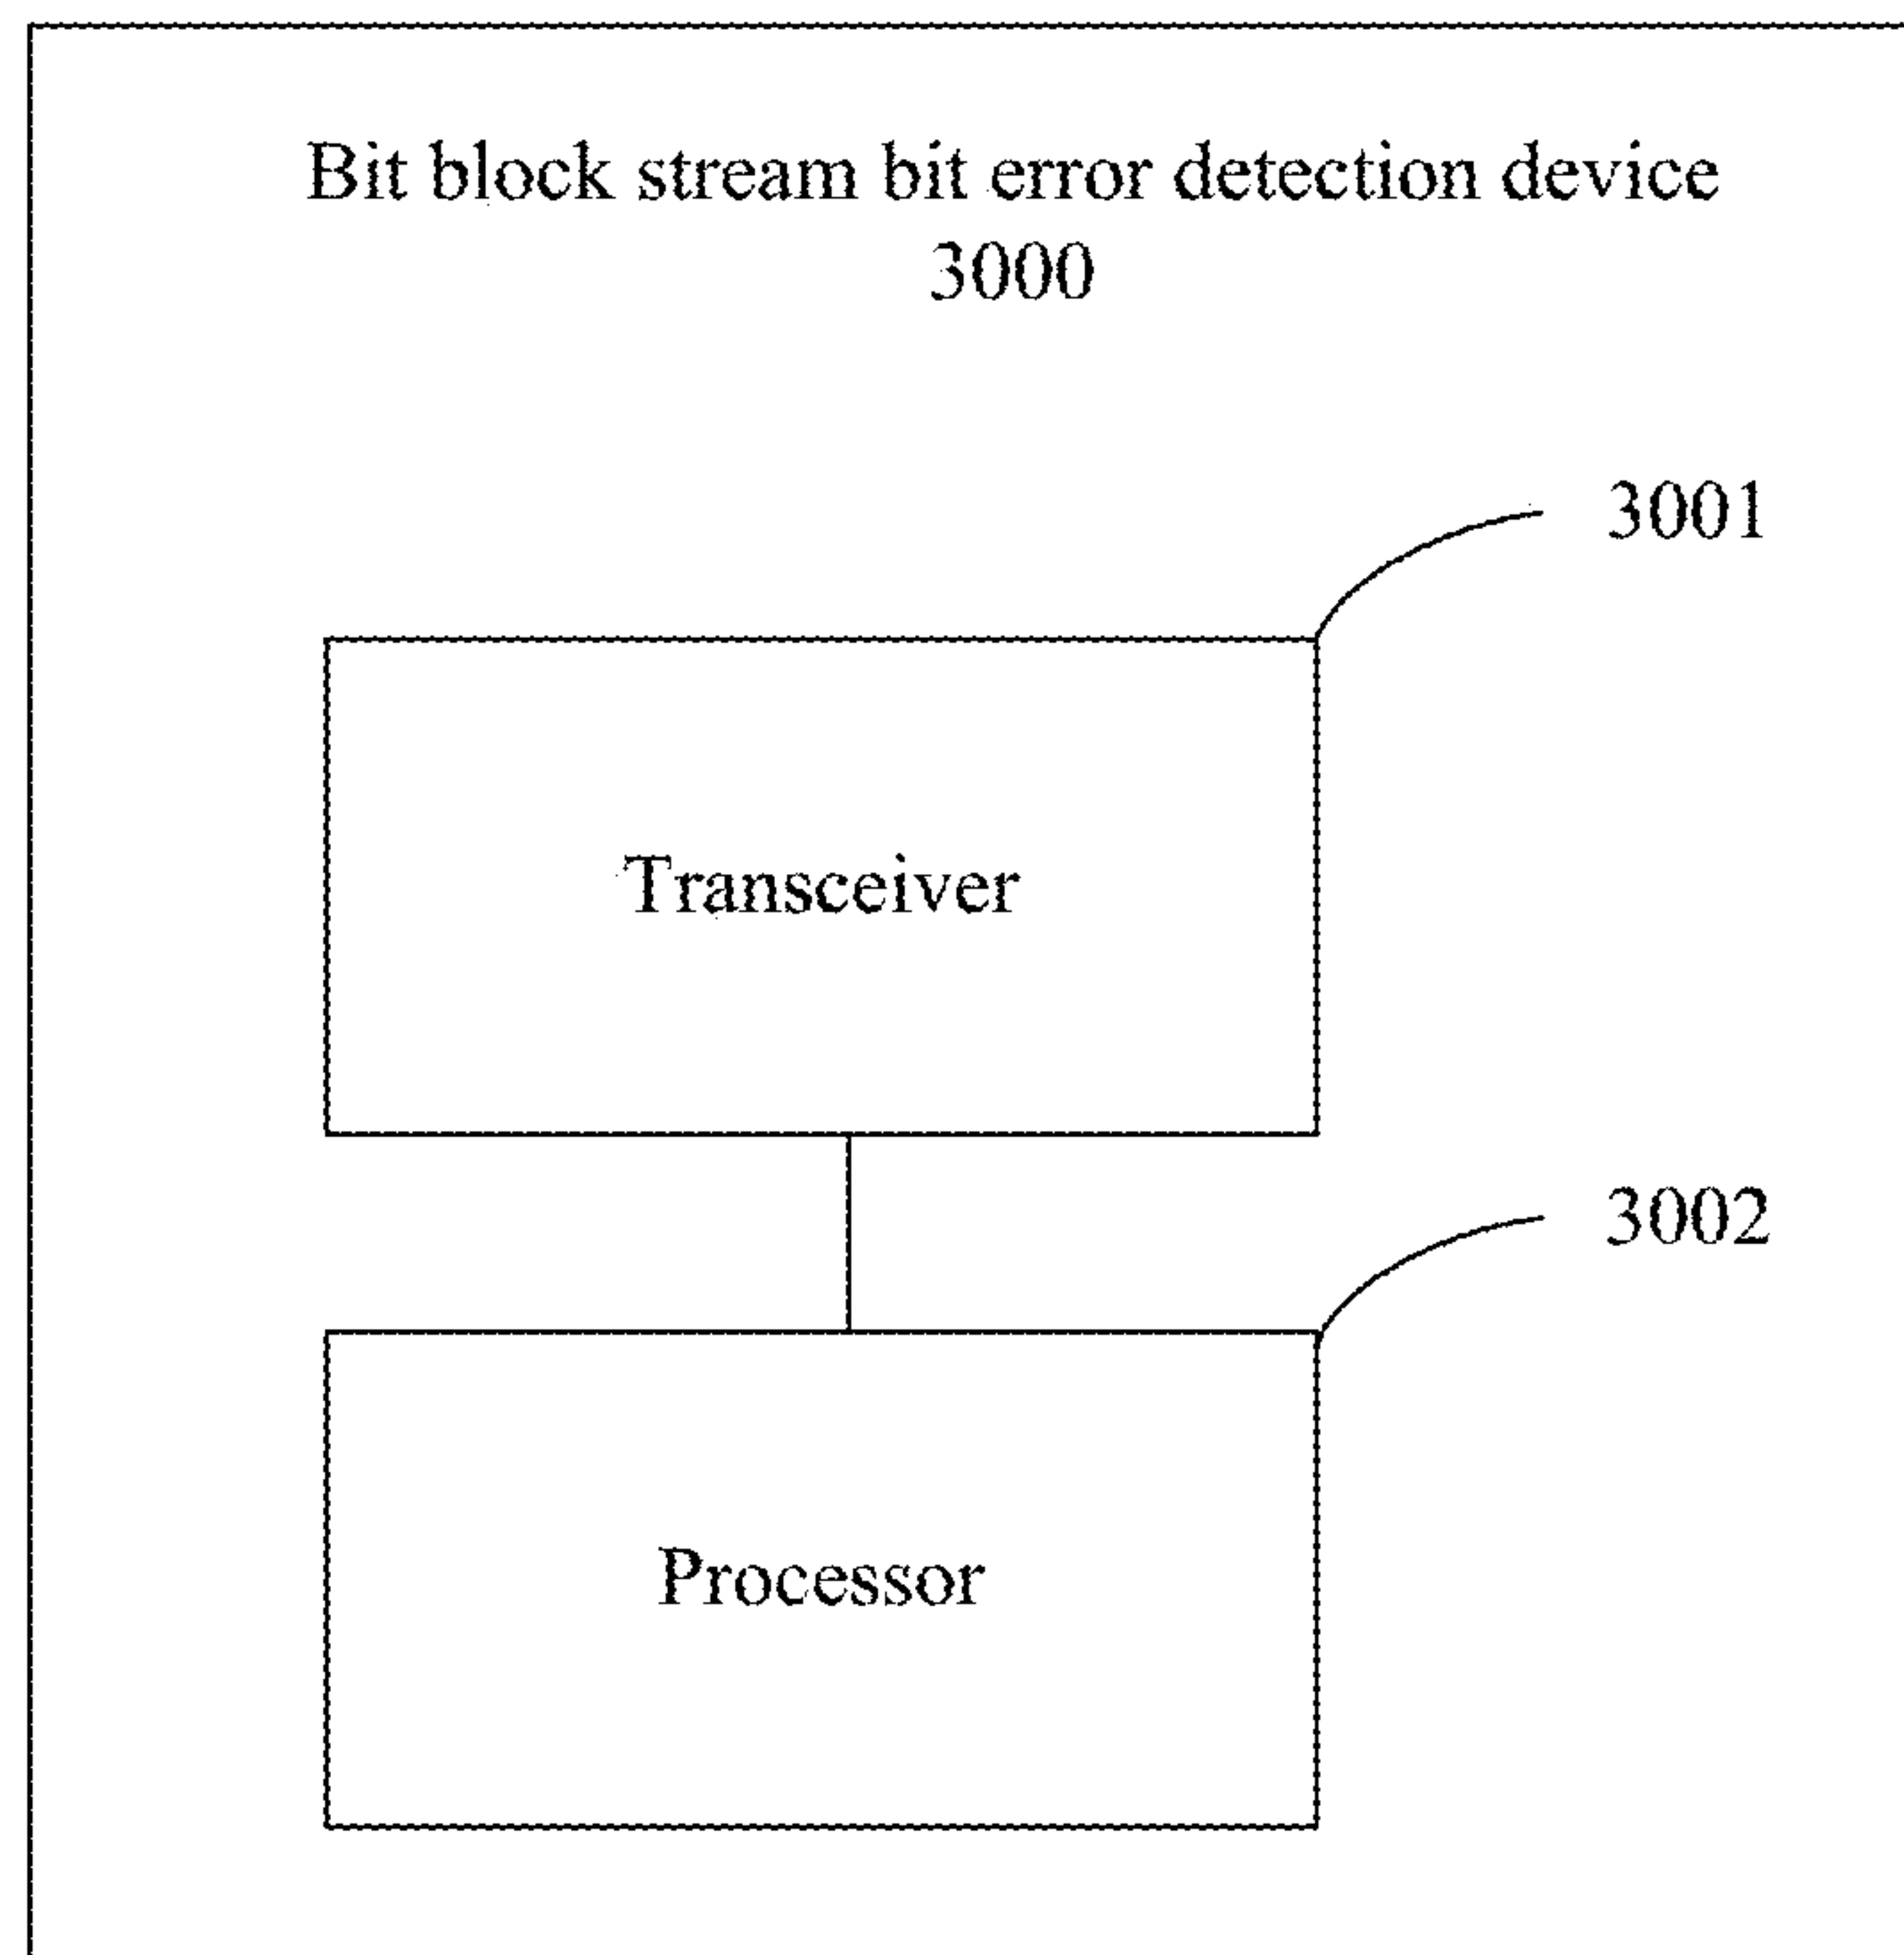 Bit block stream bit error detection device
3000
3001
Transceiver
3002
Processor